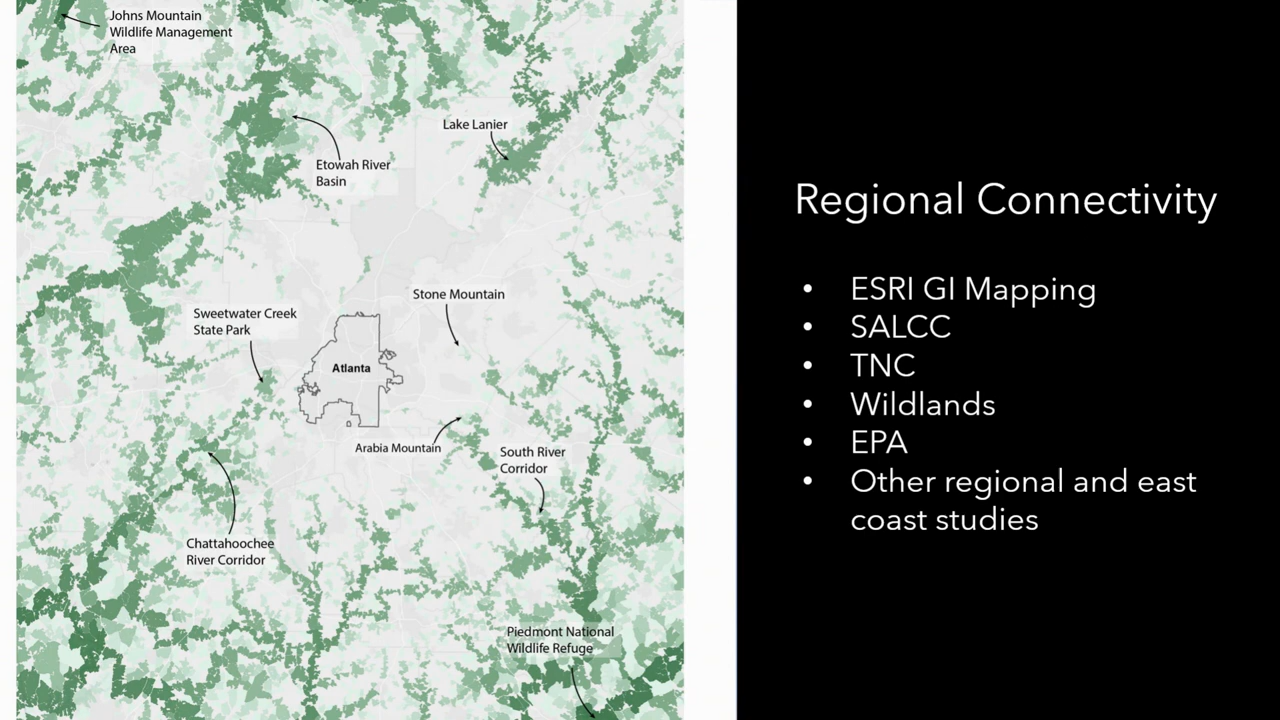 Johns Mountain
Wildlife Management
Area
Lake Lanier
Etowah River
Basin
Stone Mountain
Sweetwater Creek
State Park
Atlanta
Arabia Mountain
South River
Corridor
Chattahoochee
River Corridor
Piedmont National
Wildlife Refuge
Regional Connectivity
• ESRI GI Mapping
• SALCC
• TNC
• Wildlands
• EPA
• Other regional and east
coast studies